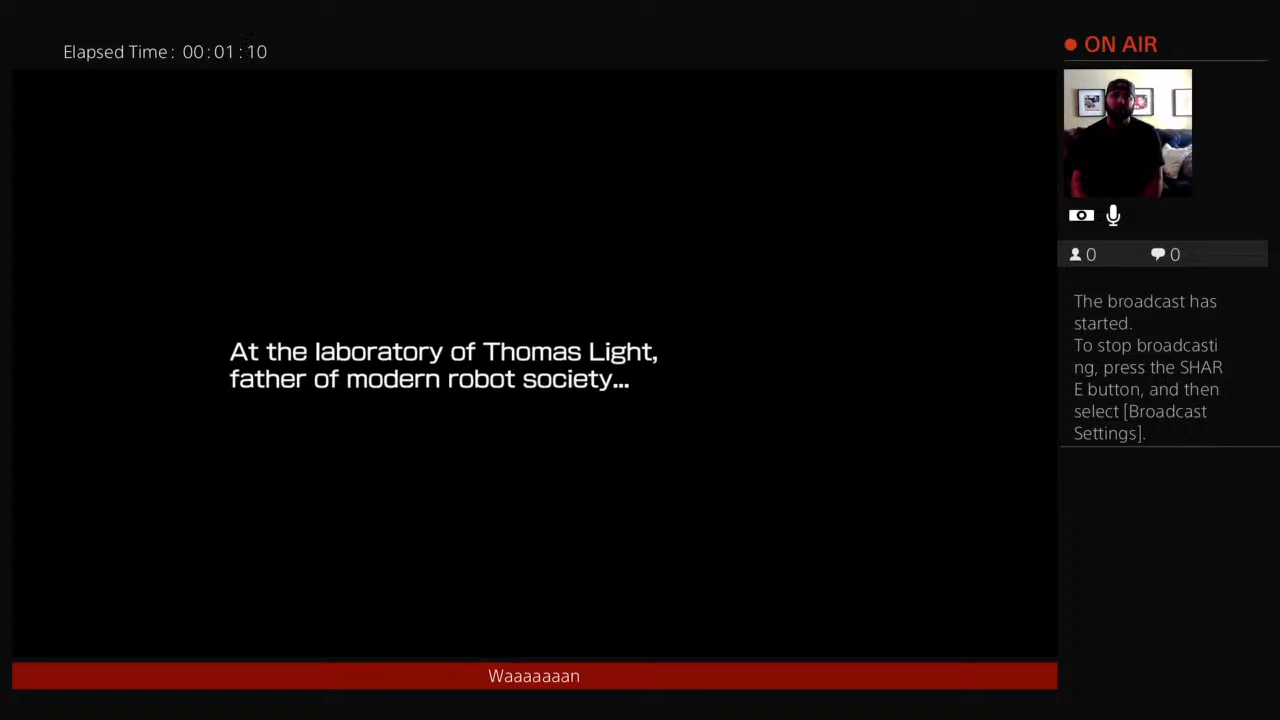 Elapsed Time: 00:01:10
ON AIR
0
0
The broadcast has
started.
To stop broadcasti
ng, press the SHAR
E button, and then
select [Broadcast
Settings].
At the laboratory of Thomas Light,
father of modern robot society...
Waaaaaaan